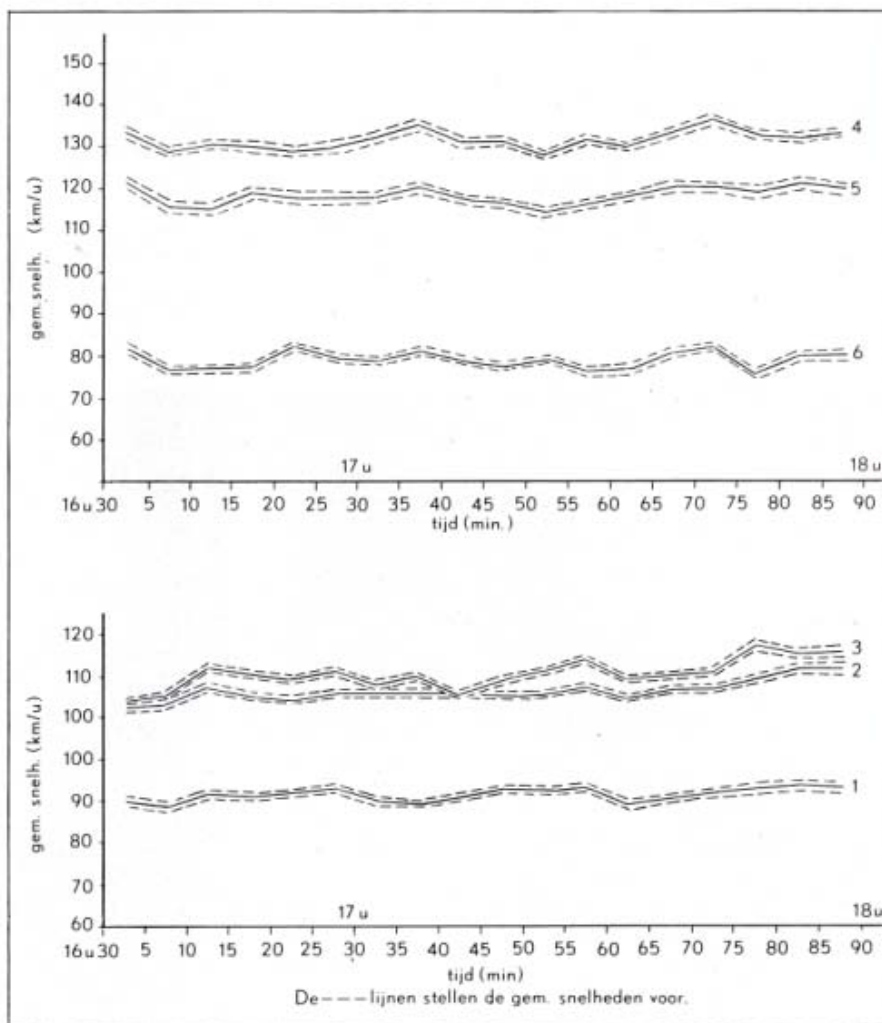 gem. snelh. (km/u)
150
140
130
120
110
100
90
80
70
60
4
5
6
17 u
18 u
16 u 30 5 10 15 20 25 30 35 40 45 50 55 60 65 70 75 80 85 90
tijd (min.)
gem. snelh. (km/u)
120
110
100
90
80
70
60
3
2
1
17 u
18 u
16 u 30 5 10 15 20 25 30 35 40 45 50 55 60 65 70 75 80 85 90
tijd (min)
De – – – lijnen stellen de gem. snelheden voor.